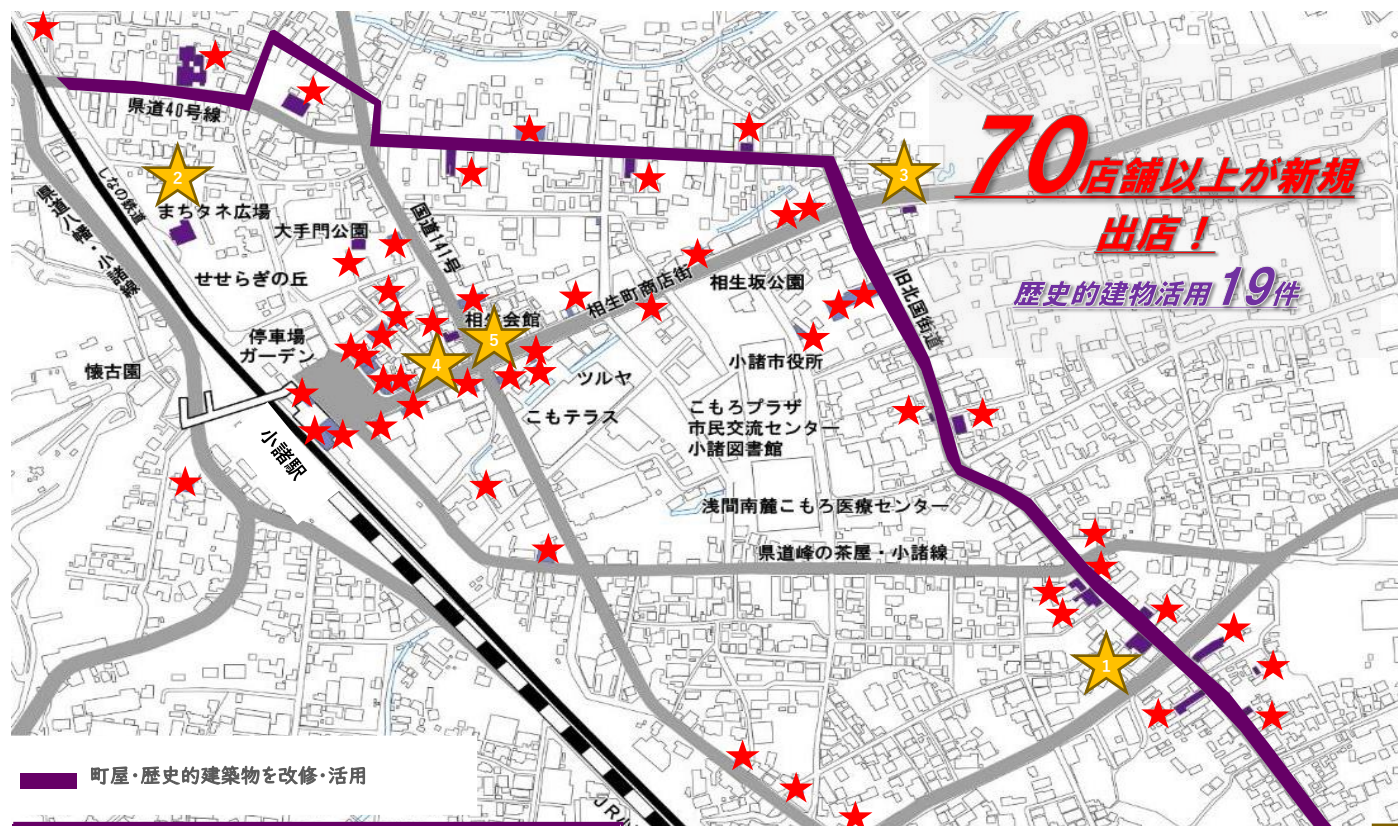 70店舗以上が新規
出店！
歴史的建物活用19件
県道40号線
しなの鉄道
県道八幡・小諸線
2
まちタネ広場
大手門公園
国道141号
3
せせらぎの丘
相生坂公園
相生町商店街
旧北国街道
停車場
ガーデン
相生会館
5
4
懐古園
小諸市役所
ツルヤ
こもテラス
こもろプラザ
市民交流センター
小諸図書館
小諸駅
浅間南麓こもろ医療センター
県道峰の茶屋・小諸線
1
町屋・歴史的建築物を改修・活用